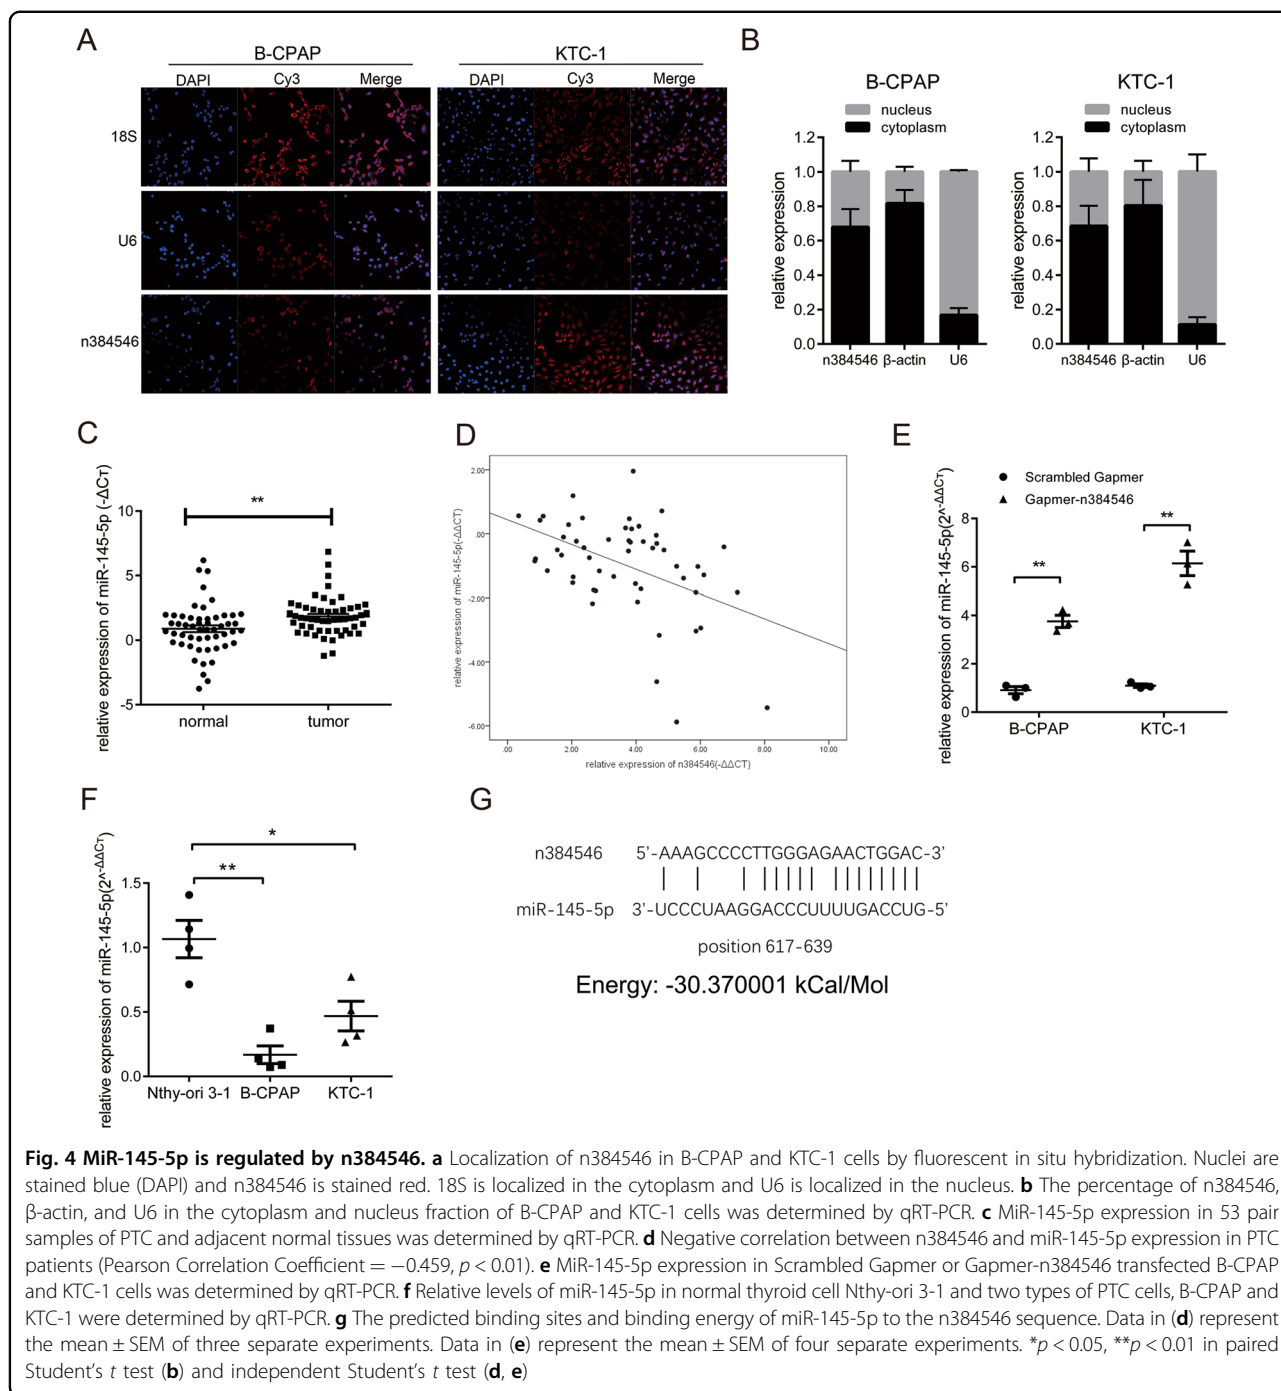 A
B-CPAP
KTC-1
DAPI
Cy3
Merge
DAPI
Cy3
Merge
18S
U6
n384546
B
B-CPAP
nucleus
cytoplasm
relative expression
1.2
1.0
0.8
0.6
0.4
0.2
0.0
n384546 β-actin U6
KTC-1
nucleus
cytoplasm
relative expression
1.2
1.0
0.8
0.6
0.4
0.2
0.0
n384546 β-actin U6
C
relative expression of miR-145-5p (-ΔCT)
10
5
0
-5
**
normal tumor
D
relative expression of miR-145-5p(-ΔΔCT)
2.00
.00
-2.00
-4.00
-6.00
.00 2.00 4.00 6.00 8.00 10.00
relative expression of n384546(-ΔΔCT)
E
Scrambled Gapmer
Gapmer-n384546
relative expression of miR-145-5p(2^-ΔΔCT)
8
6
4
2
0
**
**
B-CPAP KTC-1
F
relative expression of miR-145-5p(2^-ΔΔCT)
1.5
1.0
0.5
0.0
*
**
Nthy-ori 3-1 B-CPAP KTC-1
G
n384546 5'-AAAGCCCCTTGGGAGAACTGGAC-3'
miR-145-5p 3'-UCCCUAAGGACCCUUUUGACCUG-5'
position 617-639
Energy: -30.370001 kCal/Mol
Fig. 4 MiR-145-5p is regulated by n384546. a Localization of n384546 in B-CPAP and KTC-1 cells by fluorescent in situ hybridization. Nuclei are
stained blue (DAPI) and n384546 is stained red. 18S is localized in the cytoplasm and U6 is localized in the nucleus. b The percentage of n384546,
β-actin, and U6 in the cytoplasm and nucleus fraction of B-CPAP and KTC-1 cells was determined by qRT-PCR. c MiR-145-5p expression in 53 pair
samples of PTC and adjacent normal tissues was determined by qRT-PCR. d Negative correlation between n384546 and miR-145-5p expression in PTC
patients (Pearson Correlation Coefficient = −0.459, p < 0.01). e MiR-145-5p expression in Scrambled Gapmer or Gapmer-n384546 transfected B-CPAP
and KTC-1 cells was determined by qRT-PCR. f Relative levels of miR-145-5p in normal thyroid cell Nthy-ori 3-1 and two types of PTC cells, B-CPAP and
KTC-1 were determined by qRT-PCR. g The predicted binding sites and binding energy of miR-145-5p to the n384546 sequence. Data in (d) represent
the mean ± SEM of three separate experiments. Data in (e) represent the mean ± SEM of four separate experiments. *p < 0.05, **p < 0.01 in paired
Student's t test (b) and independent Student's t test (d, e)